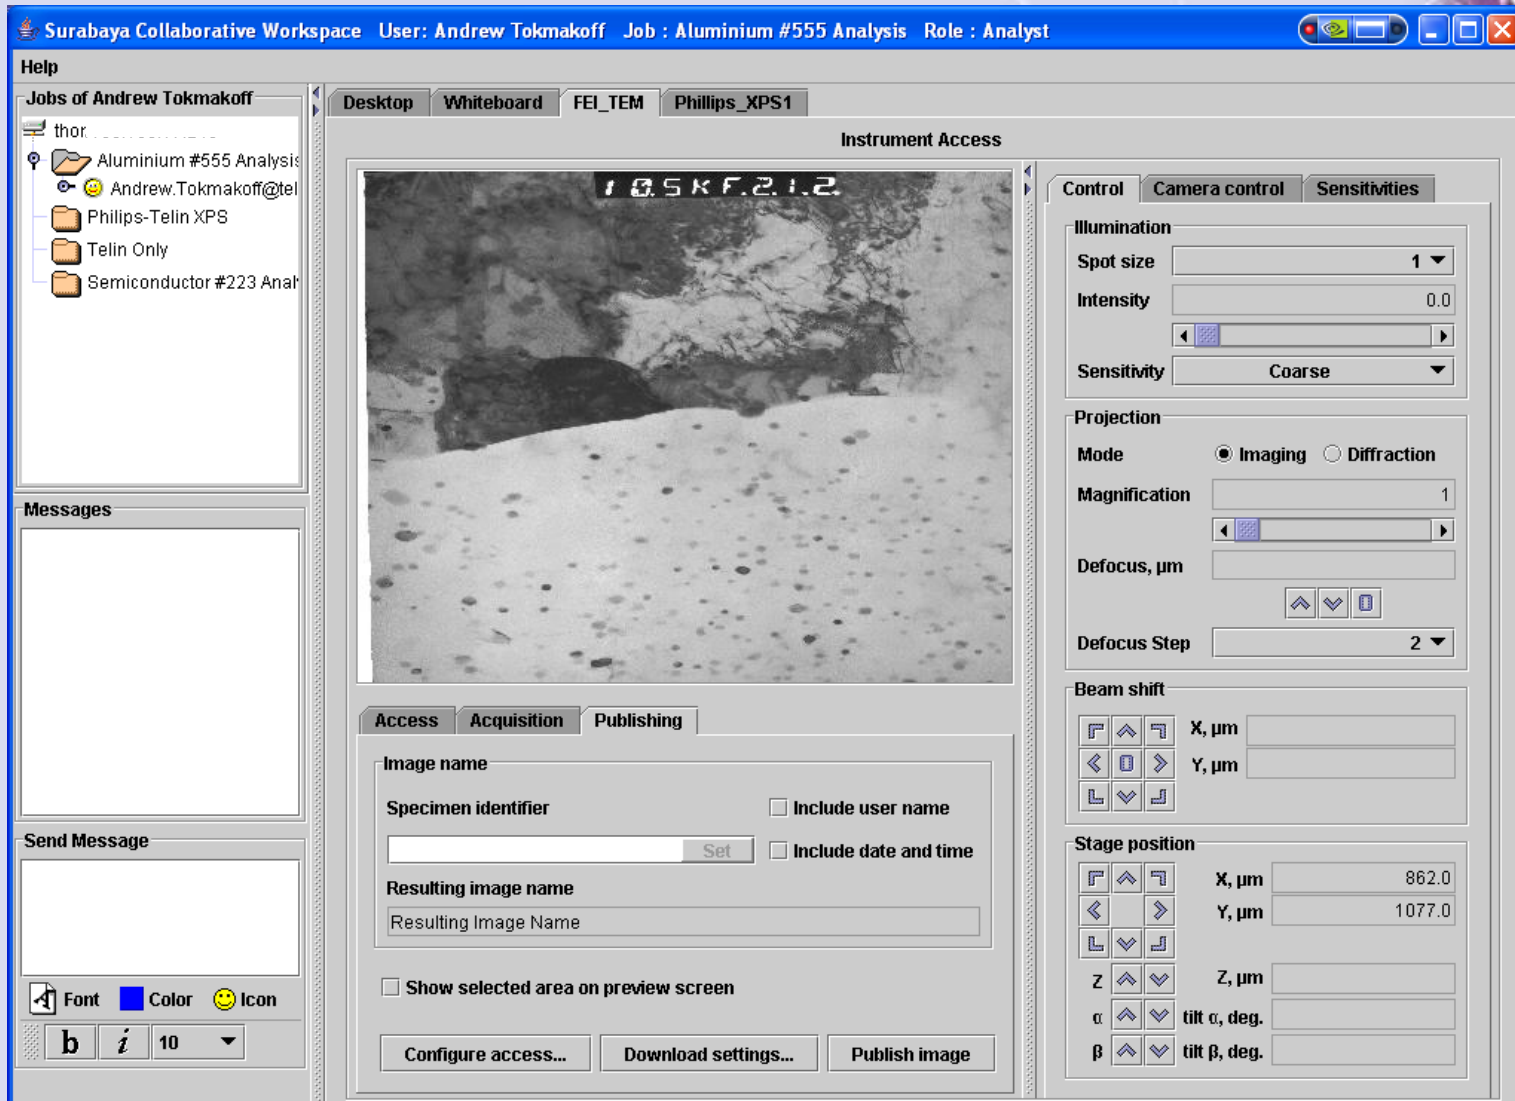 Surabaya Collaborative Workspace User: Andrew Tokmakoff Job : Aluminium #555 Analysis Role : Analyst
Help
Jobs of Andrew Tokmakoff
thor
Aluminium #555 Analysis
Andrew.Tokmakoff@tel
Philips-Telin XPS
Telin Only
Semiconductor #223 Anal
Messages
Send Message
Font Color Icon
b i 10
Desktop Whiteboard FEI_TEM Phillips_XPS1
Instrument Access
10.5KF.2.1.2.
Access Acquisition Publishing
Image name
Specimen identifier
Include user name
Set
Include date and time
Resulting image name
Resulting Image Name
Show selected area on preview screen
Configure access... Download settings... Publish image
Control Camera control Sensitivities
Illumination
Spot size 1
Intensity 0.0
Sensitivity Coarse
Projection
Mode Imaging Diffraction
Magnification 1
Defocus, µm
Defocus Step 2
Beam shift
X, µm
Y, µm
Stage position
X, µm 862.0
Y, µm 1077.0
Z Z, µm
α tilt α, deg.
β tilt β, deg.